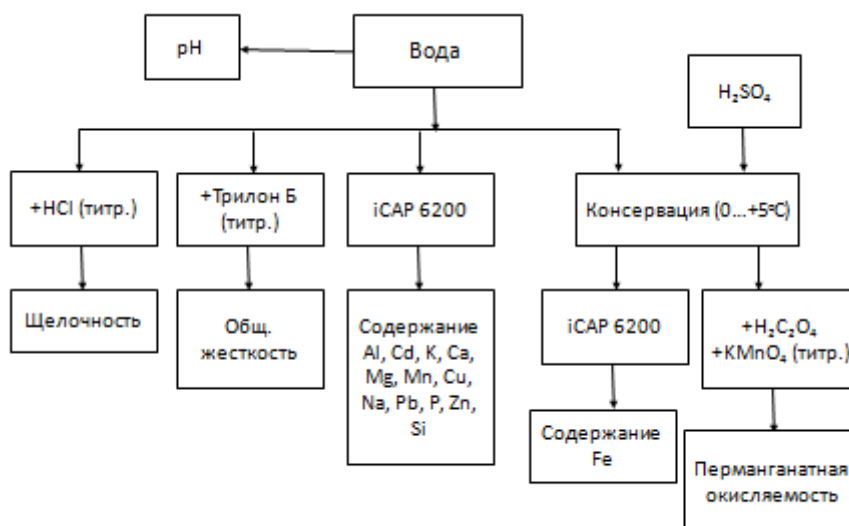 pH
Вода
H₂SO₄
+HCl (титр.)
+Трилон Б
(титр.)
iCAP 6200
Консервация (0...+5ºС)
Щелочность
Общ.
жесткость
Содержание
Al, Cd, K, Ca,
Mg, Mn, Cu,
Na, Pb, P, Zn,
Si
iCAP 6200
+H₂C₂O₄
+KMnO₄ (титр.)
Содержание
Fe
Перманганатная
окисляемость